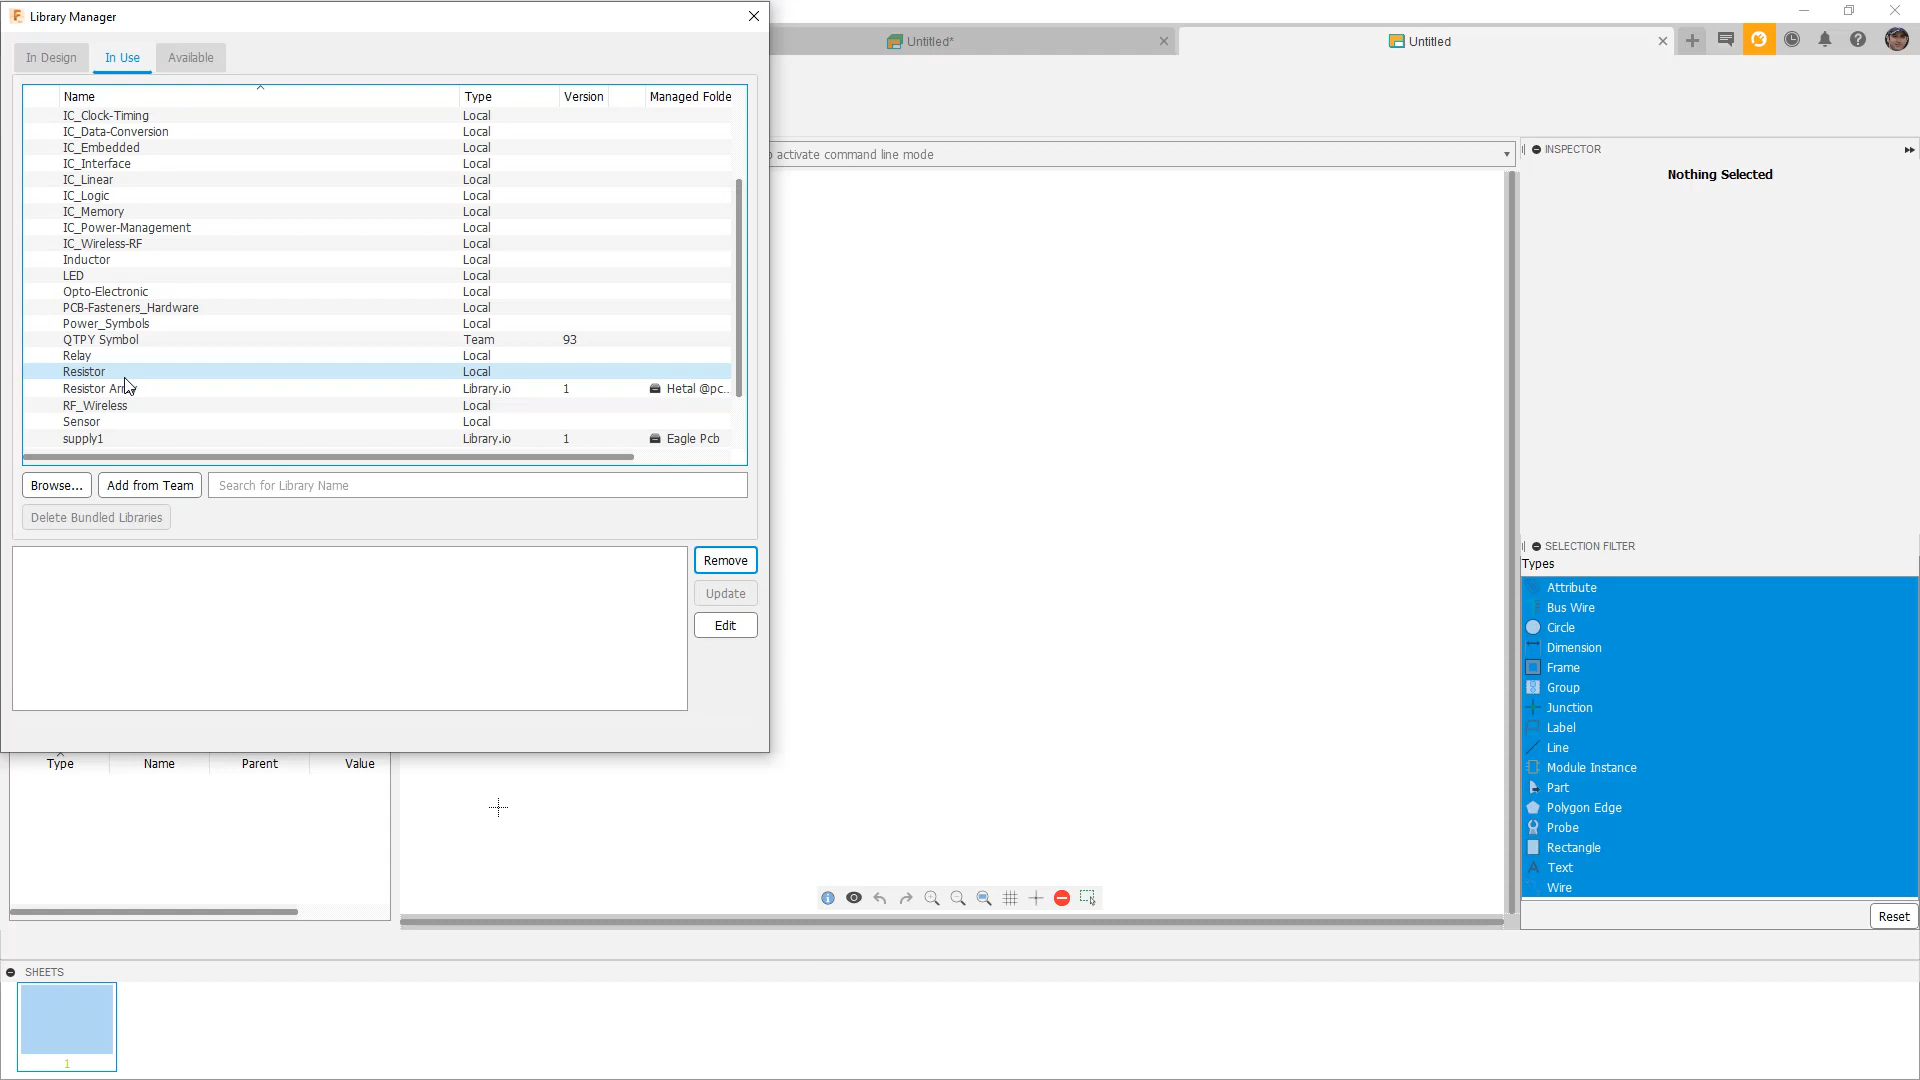 Library Manager
Untitled*
Untitled
In Design
In Use
Available
Name
Type
Version
Managed Folde
IC_Clock-Timing Local
IC_Data-Conversion Local
IC_Embedded Local
IC_Interface Local
IC_Linear Local
IC_Logic Local
IC_Memory Local
IC_Power-Management Local
IC_Wireless-RF Local
Inductor Local
LED Local
Opto-Electronic Local
PCB-Fasteners_Hardware Local
Power_Symbols Local
QTPY Symbol Team 93
Relay Local
Resistor Local
Resistor Library.io 1 Hetal @pc...
RF_Wireless Local
Sensor Local
supply1 Library.io 1 Eagle Pcb
Browse...
Add from Team
Search for Library Name
Delete Bundled Libraries
Remove
Update
Edit
activate command line mode
INSPECTOR
Nothing Selected
SELECTION FILTER
Types
Attribute
Bus Wire
Circle
Dimension
Frame
Group
Junction
Label
Line
Module Instance
Part
Polygon Edge
Probe
Rectangle
Text
Wire
Reset
Type
Name
Parent
Value
SHEETS
1